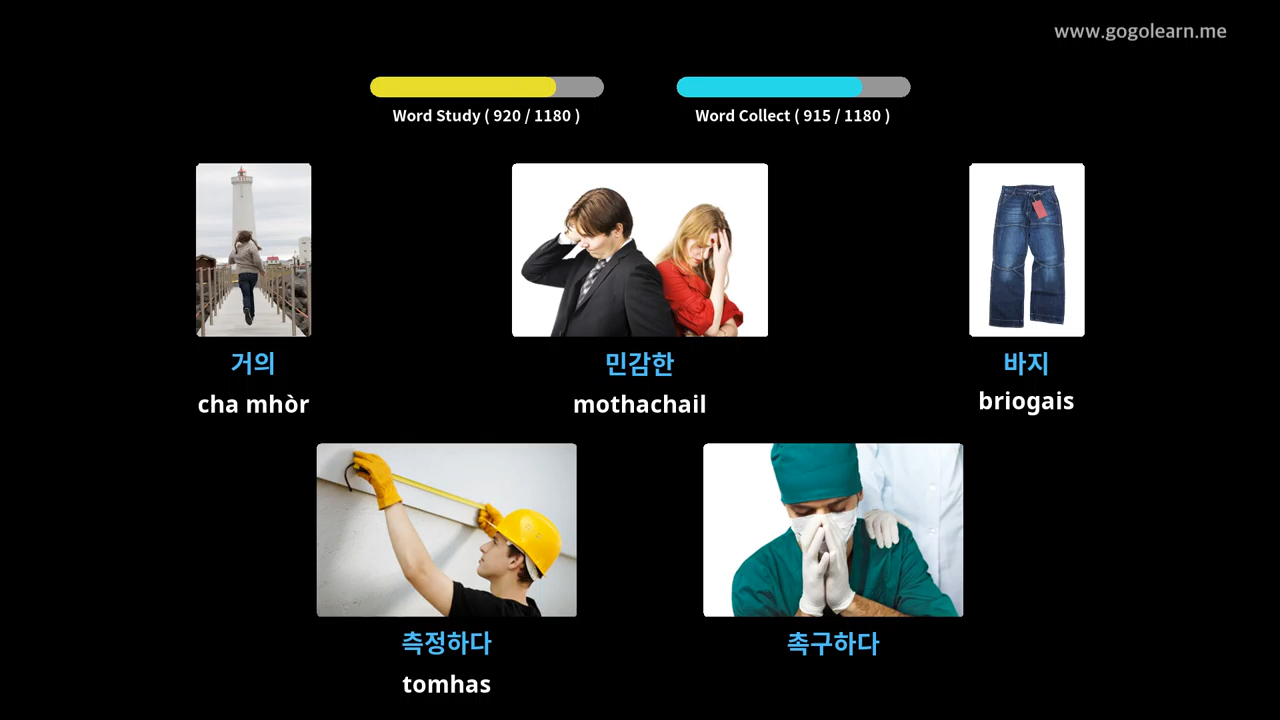 www.gogolearn.me
Word Study ( 920 / 1180 )
Word Collect ( 915 / 1180 )
거의
민감한
바지
cha mhòr
mothachail
briogais
측정하다
촉구하다
tomhas